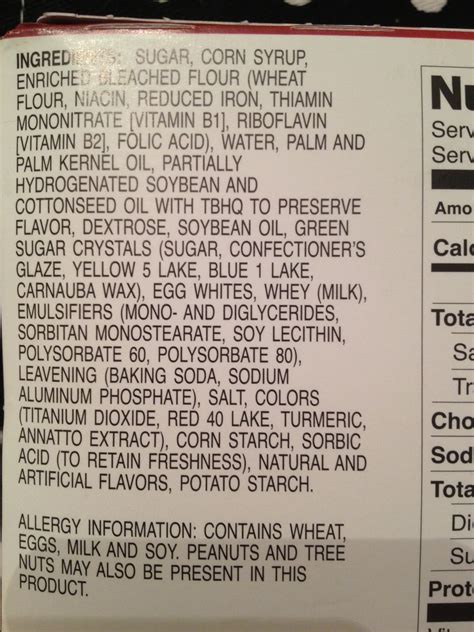 INGREDIENTS: SUGAR, CORN SYRUP,
ENRICHED BLEACHED FLOUR (WHEAT
FLOUR, NIACIN, REDUCED IRON, THIAMIN
MONONITRATE [VITAMIN B1], RIBOFLAVIN
[VITAMIN B2], FOLIC ACID), WATER, PALM AND
PALM KERNEL OIL, PARTIALLY
HYDROGENATED SOYBEAN AND
COTTONSEED OIL WITH TBHQ TO PRESERVE
FLAVOR, DEXTROSE, SOYBEAN OIL, GREEN
SUGAR CRYSTALS (SUGAR, CONFECTIONER'S
GLAZE, YELLOW 5 LAKE, BLUE 1 LAKE,
CARNAUBA WAX), EGG WHITES, WHEY (MILK),
EMULSIFIERS (MONO- AND DIGLYCERIDES,
SORBITAN MONOSTEARATE, SOY LECITHIN,
POLYSORBATE 60, POLYSORBATE 80),
LEAVENING (BAKING SODA, SODIUM
ALUMINUM PHOSPHATE), SALT, COLORS
(TITANIUM DIOXIDE, RED 40 LAKE, TURMERIC,
ANNATTO EXTRACT), CORN STARCH, SORBIC
ACID (TO RETAIN FRESHNESS), NATURAL AND
ARTIFICIAL FLAVORS, POTATO STARCH.
ALLERGY INFORMATION: CONTAINS WHEAT,
EGGS, MILK AND SOY. PEANUTS AND TREE
NUTS MAY ALSO BE PRESENT IN THIS
PRODUCT.
Nu
Serv
Serv
Amo
Calo
Tota
Sa
Tr
Cho
Sod
Tota
Di
Su
Prot